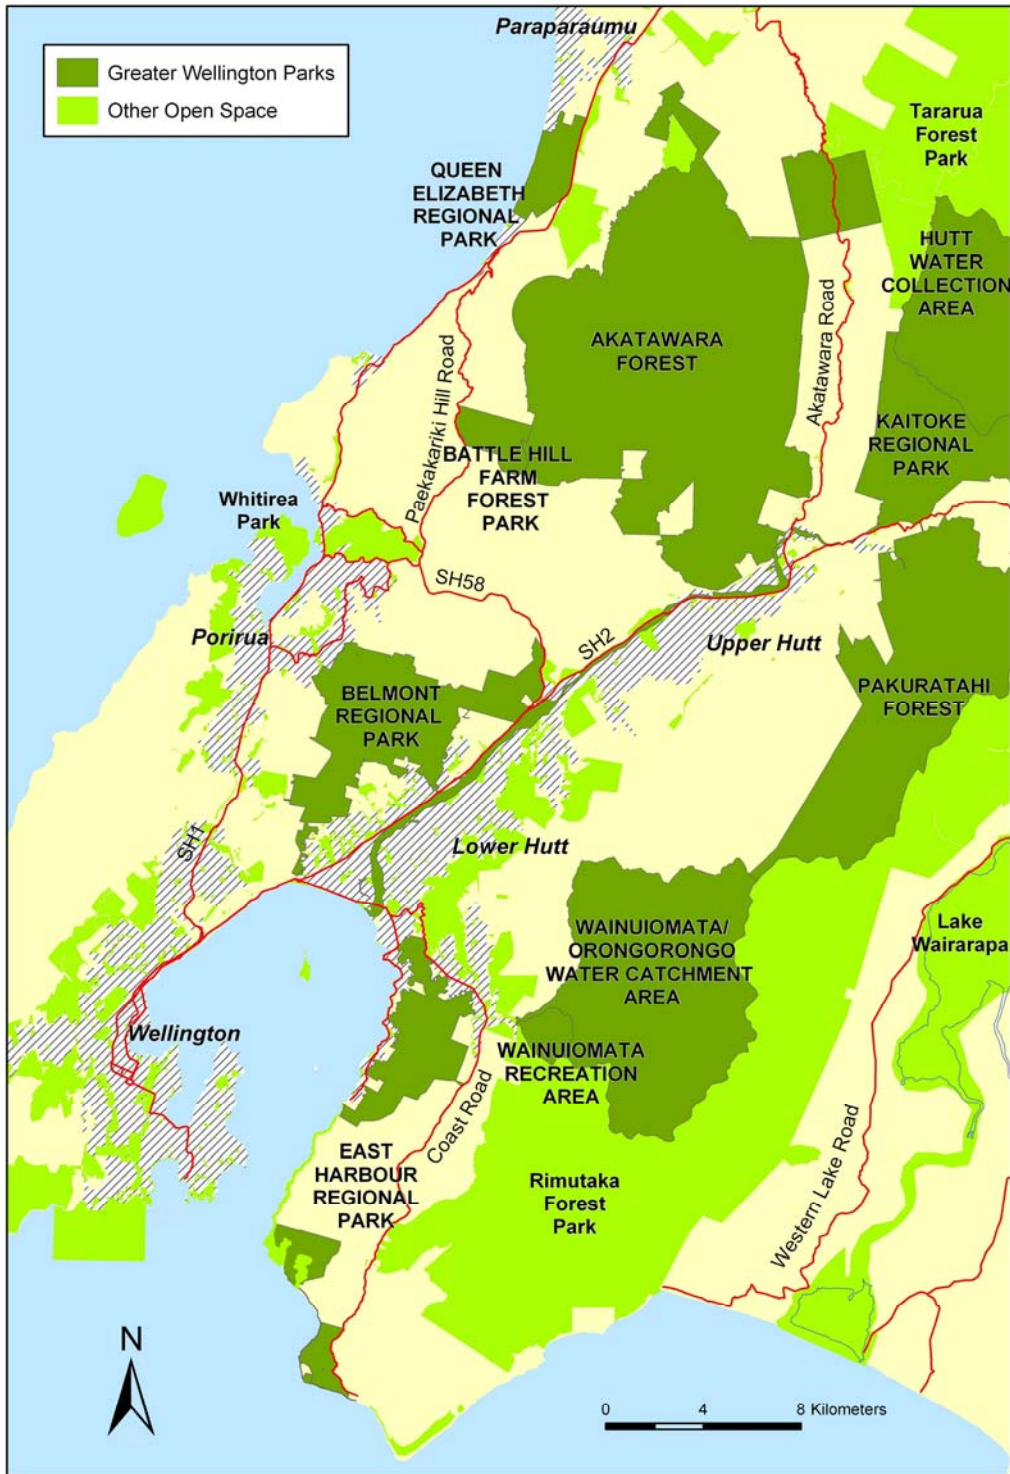 Paraparaumu
Greater Wellington Parks
Other Open Space
Tararua
Forest
Park
QUEEN
ELIZABETH
REGIONAL
PARK
HUTT
WATER
COLLECTION
AREA
AKATAWARA
FOREST
Akatawara Road
Paekakariki Hill Road
KAITOKE
REGIONAL
PARK
BATTLE HILL
FARM
FOREST
PARK
Whitirea
Park
SH58
Porirua
SH2
Upper Hutt
BELMONT
REGIONAL
PARK
PAKURATAHI
FOREST
SH1
Lower Hutt
WAINUIOMATA/
ORONGORONGO
WATER CATCHMENT
AREA
Lake
Wairarapa
Wellington
WAINUIOMATA
RECREATION
AREA
Coast Road
EAST
HARBOUR
REGIONAL
PARK
Rimutaka
Forest
Park
Western Lake Road
N
0 4 8 Kilometers